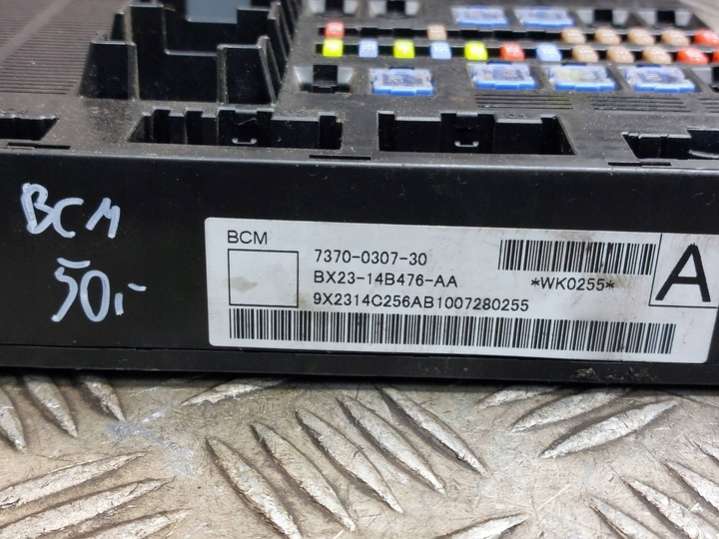 BCM
50,-
BCM
7370-0307-30
BX23-14B476-AA
*WK0255*
A
9X2314C256AB1007280255